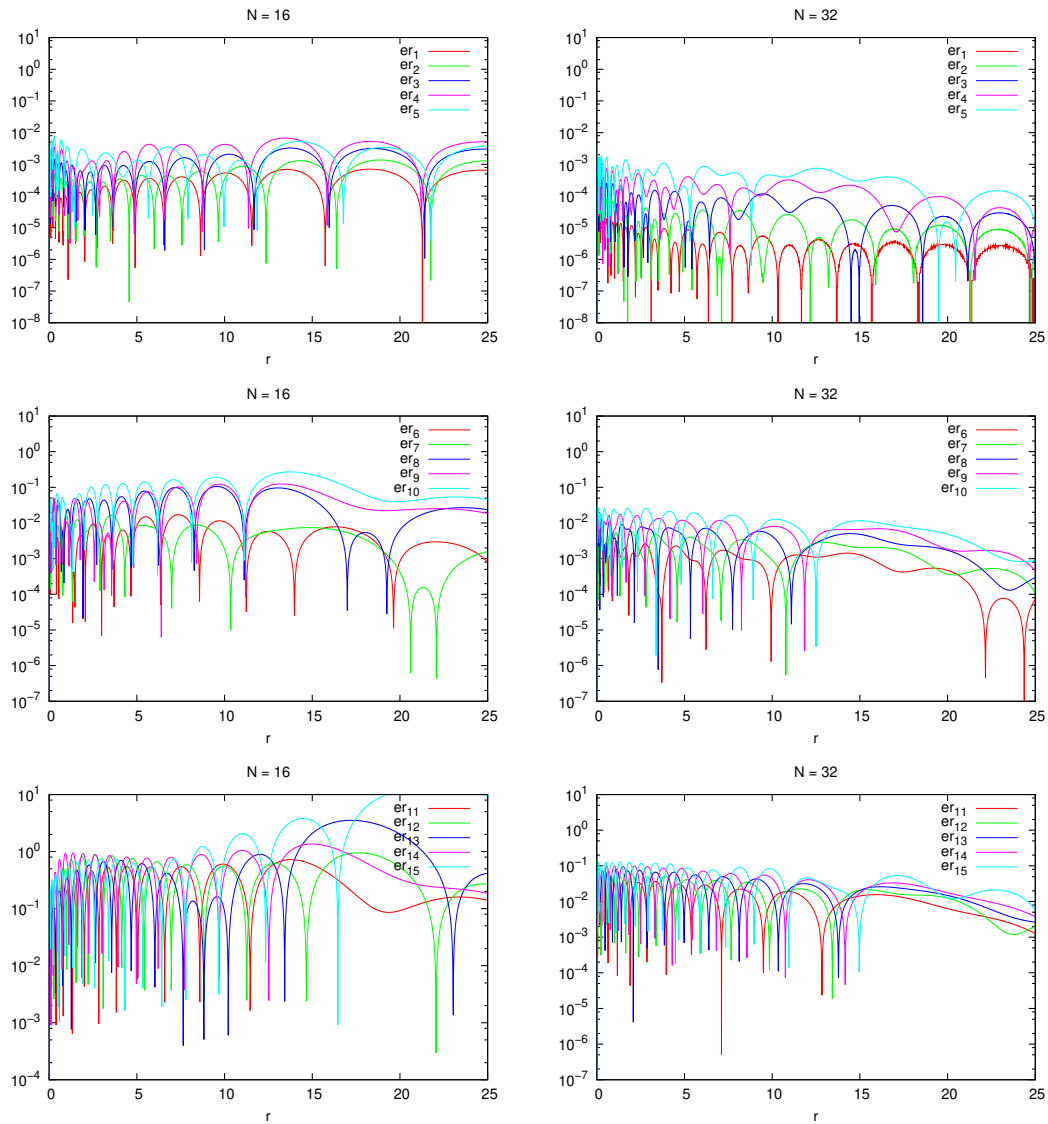 N = 16
10^1
10^0
10^-1
10^-2
10^-3
10^-4
10^-5
10^-6
10^-7
10^-8
0 5 10 15 20 25
r
er_1
er_2
er_3
er_4
er_5
N = 32
10^1
10^0
10^-1
10^-2
10^-3
10^-4
10^-5
10^-6
10^-7
10^-8
0 5 10 15 20 25
r
er_1
er_2
er_3
er_4
er_5
N = 16
10^1
10^0
10^-1
10^-2
10^-3
10^-4
10^-5
10^-6
10^-7
0 5 10 15 20 25
r
er_6
er_7
er_8
er_9
er_10
N = 32
10^1
10^0
10^-1
10^-2
10^-3
10^-4
10^-5
10^-6
10^-7
0 5 10 15 20 25
r
er_6
er_7
er_8
er_9
er_10
N = 16
10^1
10^0
10^-1
10^-2
10^-3
10^-4
0 5 10 15 20 25
r
er_11
er_12
er_13
er_14
er_15
N = 32
10^1
10^0
10^-1
10^-2
10^-3
10^-4
10^-5
10^-6
10^-7
0 5 10 15 20 25
r
er_11
er_12
er_13
er_14
er_15